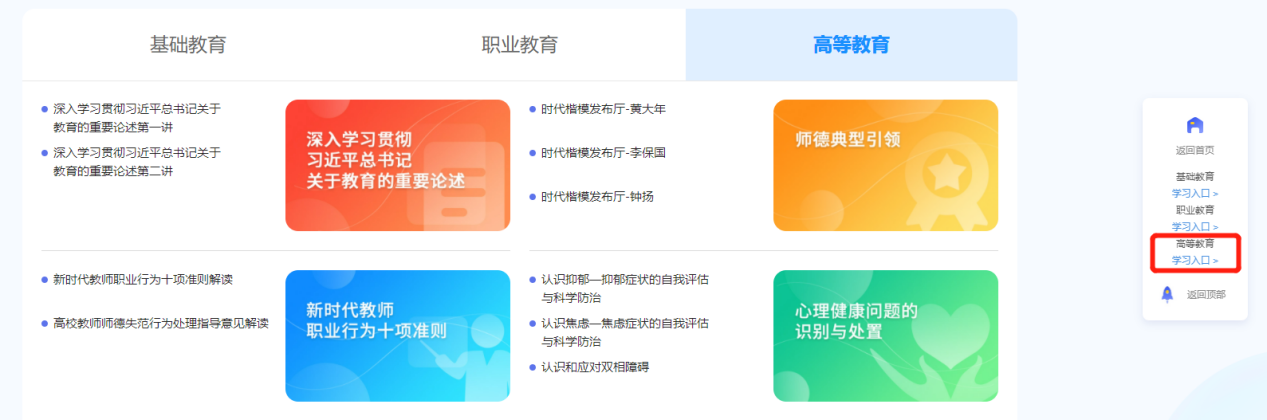 基础教育
职业教育
高等教育
深入学习贯彻习近平总书记关于
教育的重要论述第一讲
深入学习贯彻习近平总书记关于
教育的重要论述第二讲
深入学习贯彻
习近平总书记
关于教育的重要论述
时代楷模发布厅-黄大年
时代楷模发布厅-李保国
时代楷模发布厅-钟扬
师德典型引领
新时代教师职业行为十项准则解读
高校教师师德失范行为处理指导意见解读
新时代教师
职业行为十项准则
认识抑郁—抑郁症状的自我评估
与科学防治
认识焦虑—焦虑症状的自我评估
与科学防治
认识和应对双相障碍
心理健康问题的
识别与处置
返回首页
基础教育
学习入口 >
职业教育
学习入口 >
高等教育
学习入口 >
返回顶部